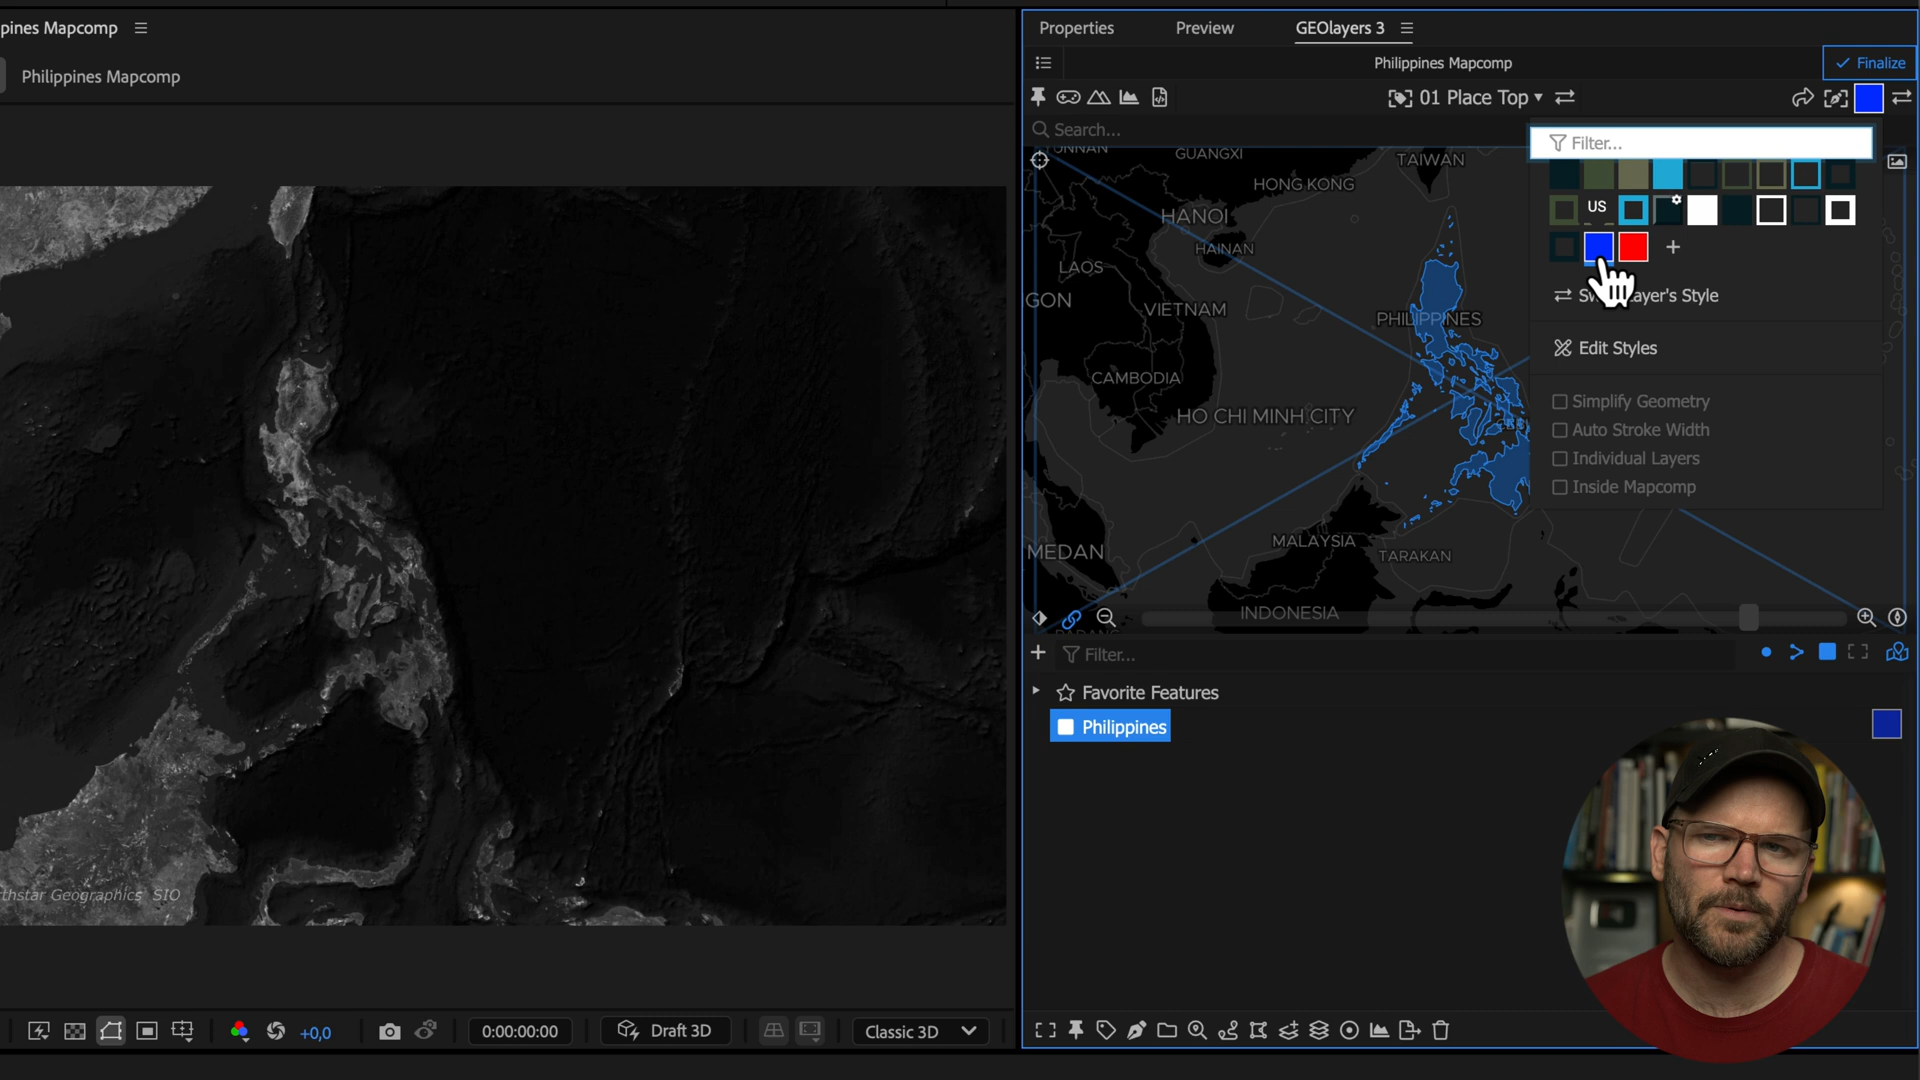 pines Mapcomp
Philippines Mapcomp
thstar Geographics SIO
+0,0
0:00:00:00
Draft 3D
Classic 3D
Properties
Preview
GEOlayers 3
Philippines Mapcomp
Finalize
01 Place Top
Search...
Filter...
US
Layer's Style
Edit Styles
Simplify Geometry
Auto Stroke Width
Individual Layers
Inside Mapcomp
UNNAN
GUANGXI
TAIWAN
HONG KONG
HANOI
HAINAN
LAOS
GON
VIETNAM
PHILIPPINES
CAMBODIA
HO CHI MINH CITY
MALAYSIA
MEDAN
TARAKAN
INDONESIA
PADANG
Filter...
Favorite Features
Philippines